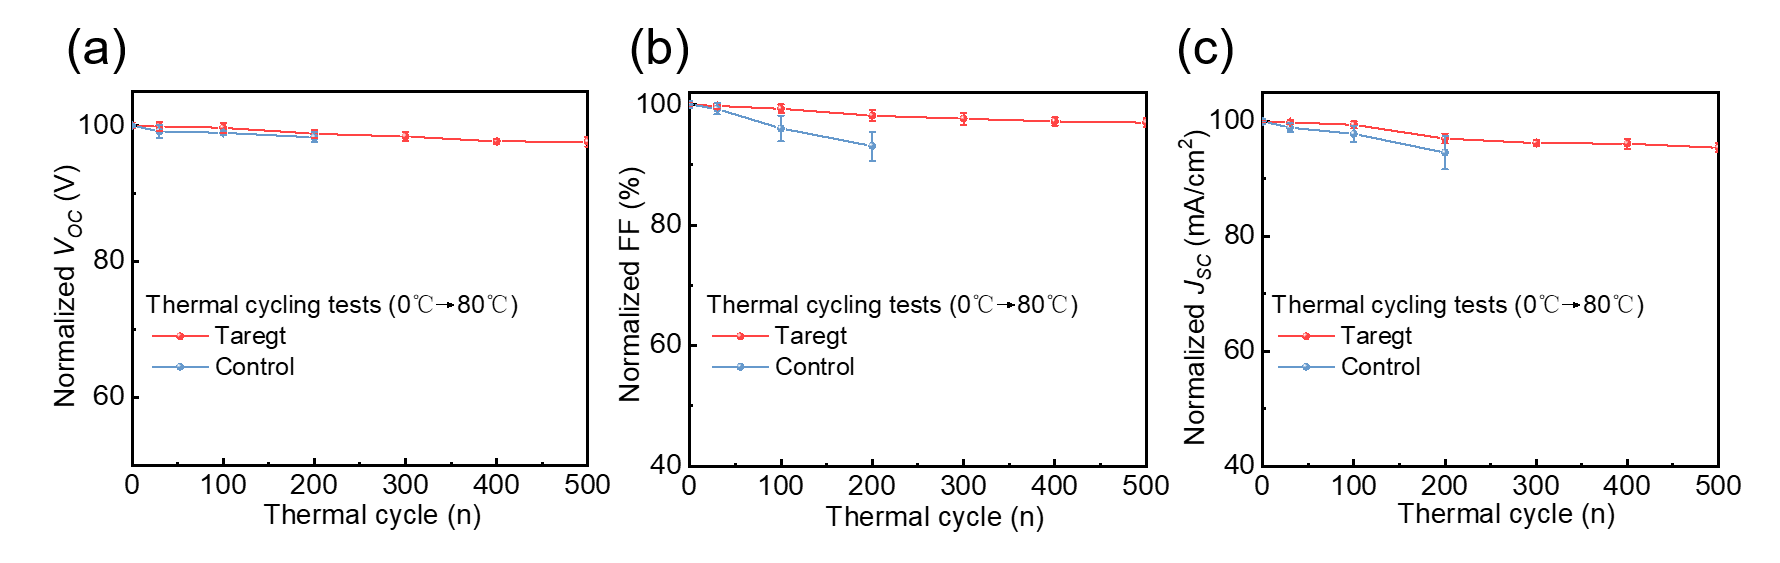 (a)
Normalized VOC (V)
100
80
60
Thermal cycling tests (0℃→80℃)
Taregt
Control
0 100 200 300 400 500
Thermal cycle (n)
(b)
Normalized FF (%)
100
80
60
40
Thermal cycling tests (0℃→80℃)
Taregt
Control
0 100 200 300 400 500
Thermal cycle (n)
(c)
Normalized JSC (mA/cm2)
100
80
60
40
Thermal cycling tests (0℃→80℃)
Taregt
Control
0 100 200 300 400 500
Thermal cycle (n)